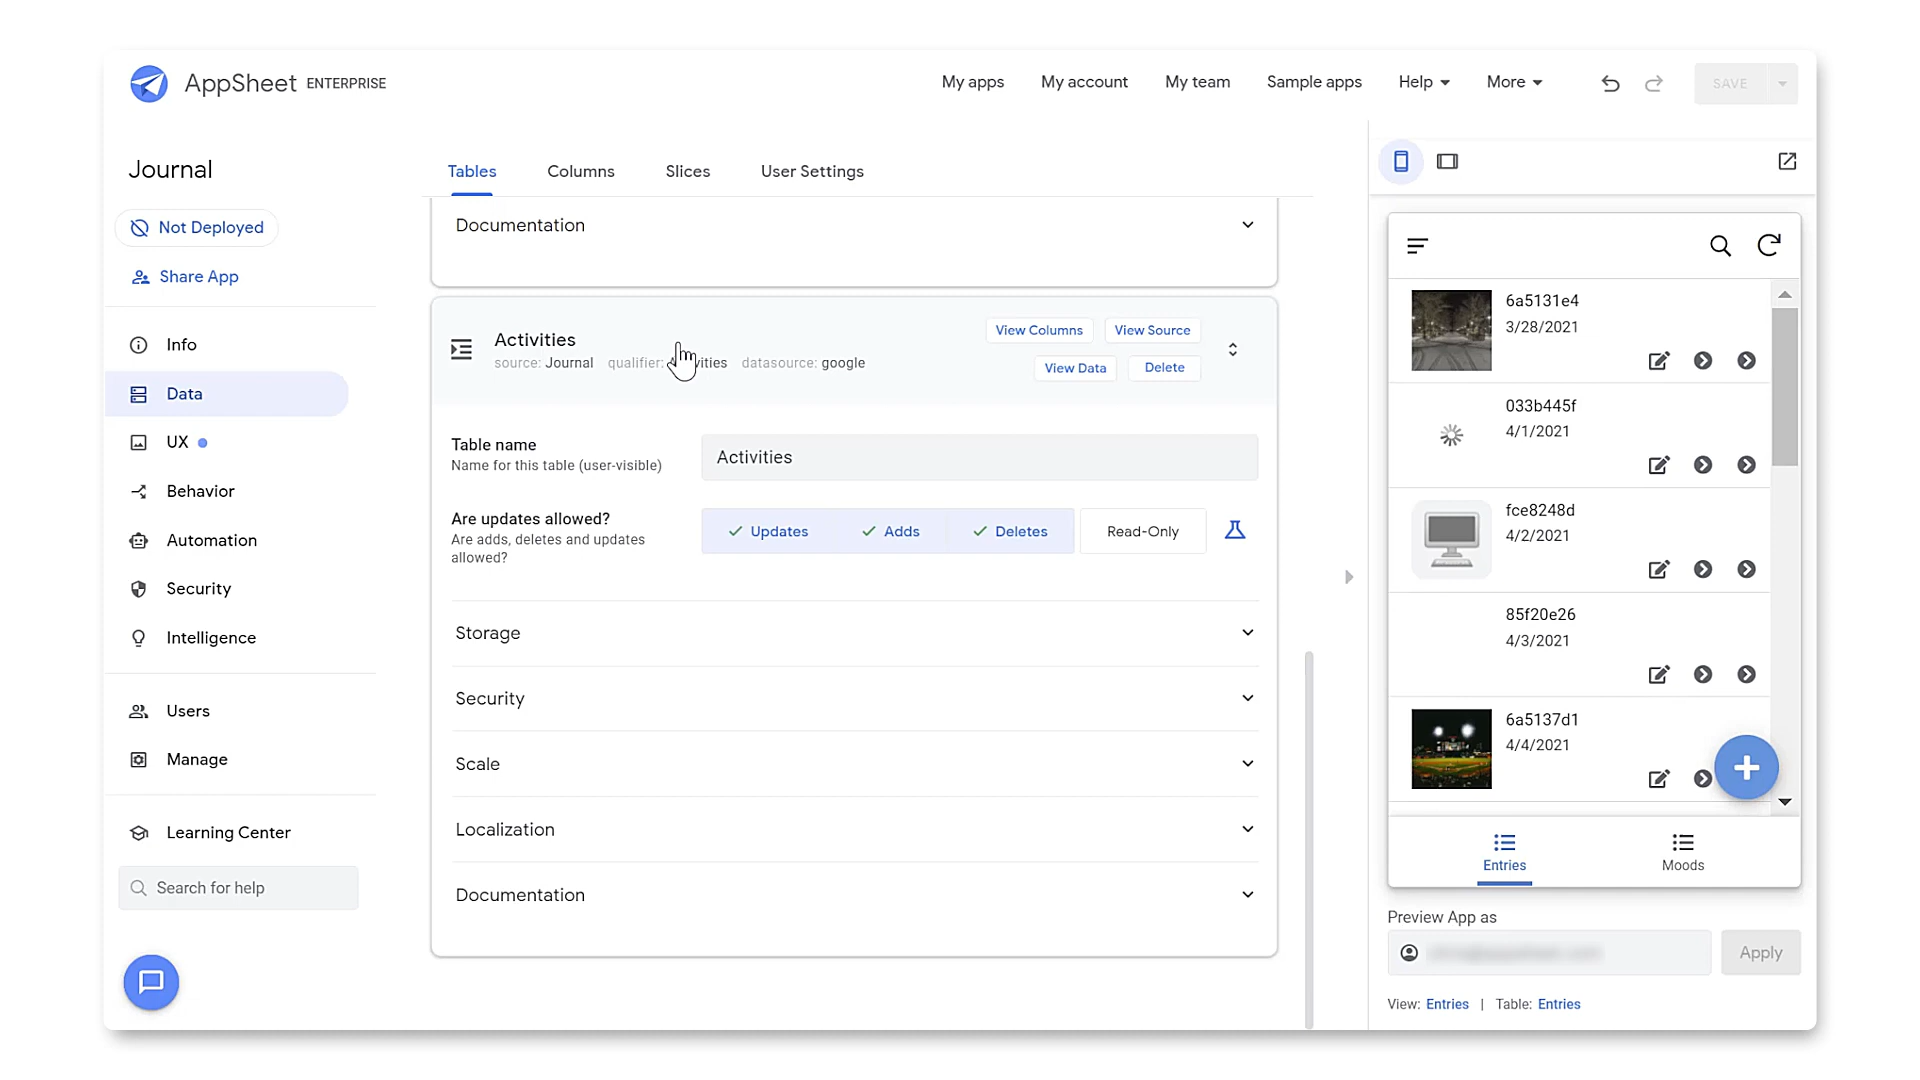 AppSheet ENTERPRISE
My apps My account My team Sample apps Help More SAVE
Journal
Not Deployed
Share App
Info
Data
UX
Behavior
Automation
Security
Intelligence
Users
Manage
Learning Center
Search for help
Tables Columns Slices User Settings
Documentation
Activities
source: Journal qualifier: datasource: google
View Columns View Source
View Data Delete
Table name
Name for this table (user-visible)
Activities
Are updates allowed?
Are adds, deletes and updates
allowed?
Updates Adds Deletes Read-Only
Storage
Security
Scale
Localization
Documentation
6a5131e4
3/28/2021
033b445f
4/1/2021
fce8248d
4/2/2021
85f20e26
4/3/2021
6a5137d1
4/4/2021
Entries Moods
Preview App as
Apply
View: Entries | Table: Entries